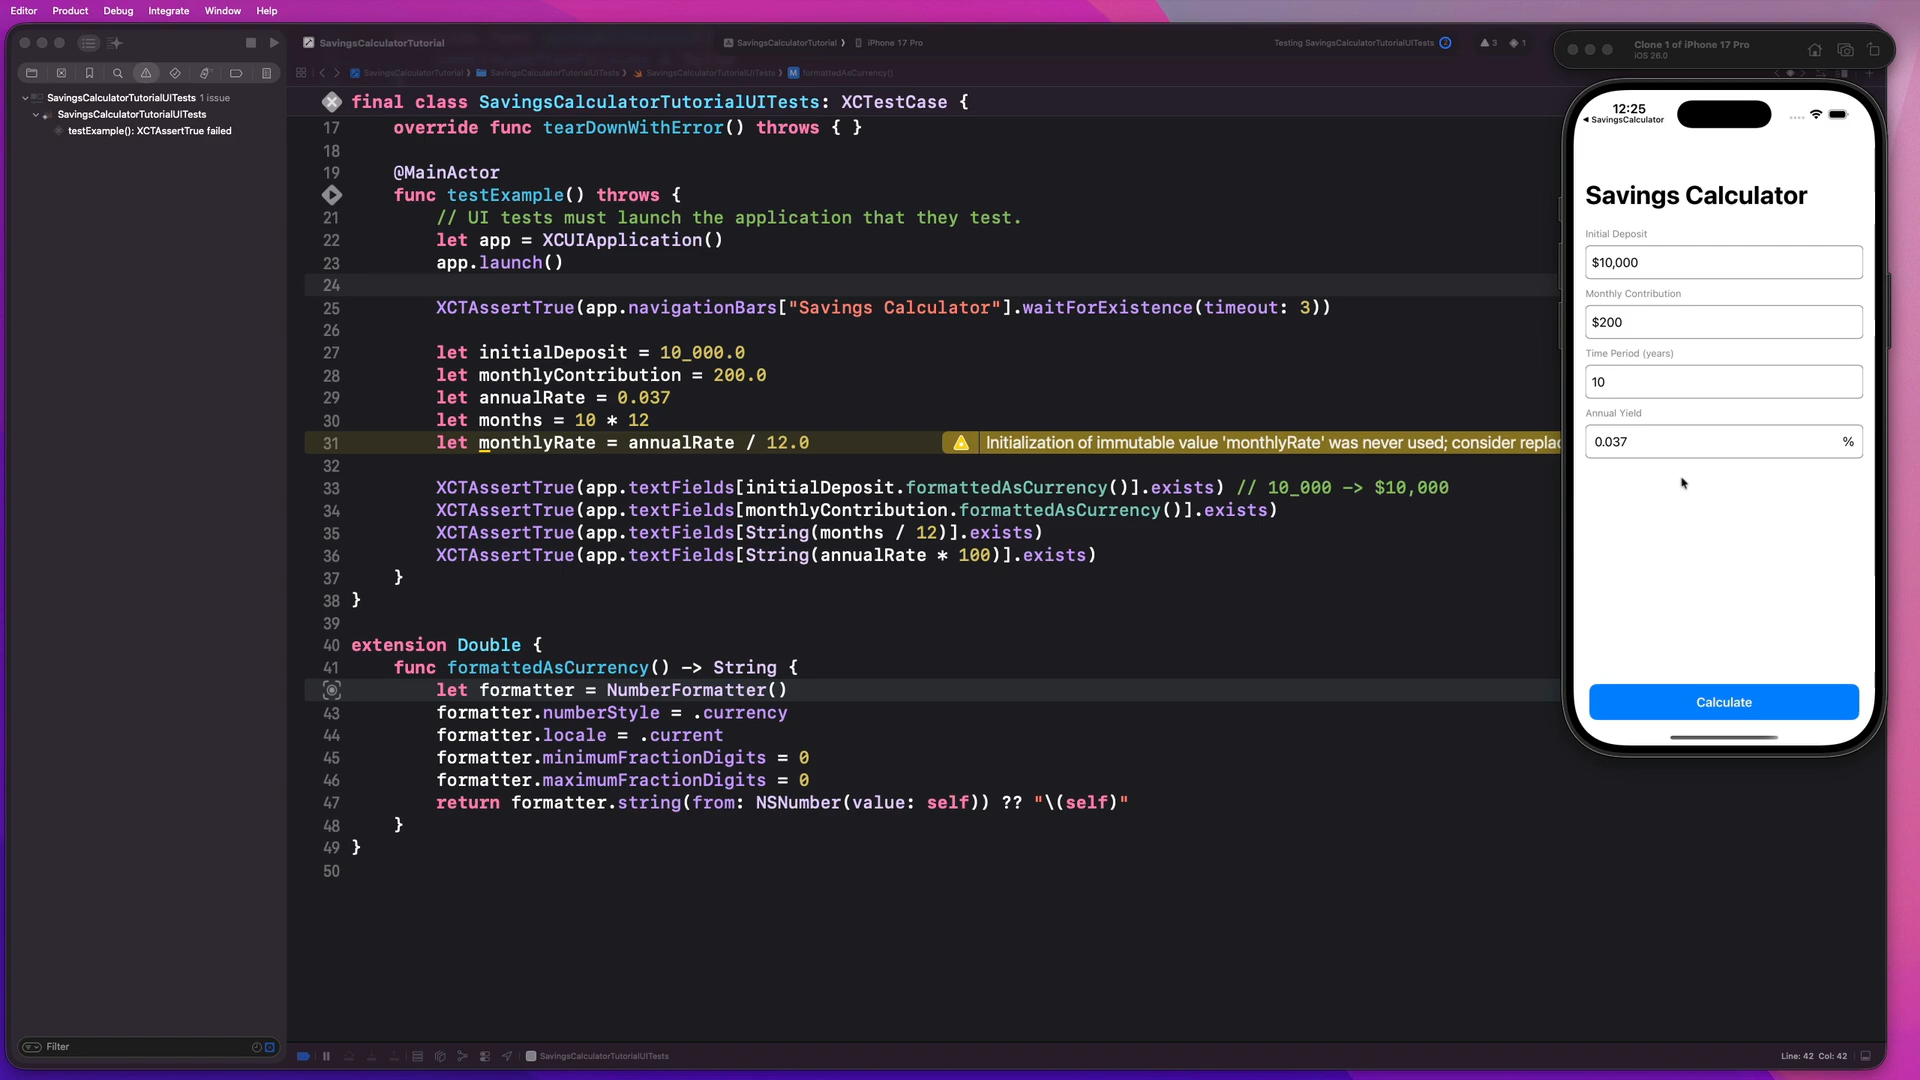 Editor Product Debug Integrate Window Help
SavingsCalculatorTutorial
SavingsCalculatorTutorial
iPhone 17 Pro
Testing SavingsCalculatorTutorialUITests 2
3
1
SavingsCalculatorTutorial
SavingsCalculatorTutorialUITests
SavingsCalculatorTutorialUITests
M formattedAsCurrency()
SavingsCalculatorTutorialUITests 1 issue
SavingsCalculatorTutorialUITests
testExample(): XCTAssertTrue failed
final class SavingsCalculatorTutorialUITests: XCTestCase {
17 override func tearDownWithError() throws { }
18
19 @MainActor
func testExample() throws {
21 // UI tests must launch the application that they test.
22 let app = XCUIApplication()
23 app.launch()
24
25 XCTAssertTrue(app.navigationBars["Savings Calculator"].waitForExistence(timeout: 3))
26
27 let initialDeposit = 10_000.0
28 let monthlyContribution = 200.0
29 let annualRate = 0.037
30 let months = 10 * 12
31 let monthlyRate = annualRate / 12.0 Initialization of immutable value 'monthlyRate' was never used; consider replac
32
33 XCTAssertTrue(app.textFields[initialDeposit.formattedAsCurrency()].exists) // 10_000 -> $10,000
34 XCTAssertTrue(app.textFields[monthlyContribution.formattedAsCurrency()].exists)
35 XCTAssertTrue(app.textFields[String(months / 12)].exists)
36 XCTAssertTrue(app.textFields[String(annualRate * 100)].exists)
37 }
38 }
39
40 extension Double {
41 func formattedAsCurrency() -> String {
let formatter = NumberFormatter()
43 formatter.numberStyle = .currency
44 formatter.locale = .current
45 formatter.minimumFractionDigits = 0
46 formatter.maximumFractionDigits = 0
47 return formatter.string(from: NSNumber(value: self)) ?? "\(self)"
48 }
49 }
50
Clone 1 of iPhone 17 Pro
iOS 26.0
12:25
SavingsCalculator
Savings Calculator
Initial Deposit
$10,000
Monthly Contribution
$200
Time Period (years)
10
Annual Yield
0.037 %
Calculate
Filter
SavingsCalculatorTutorialUITests
Line: 42 Col: 42